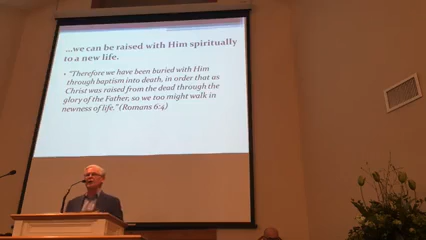 ...we can be raised with Him spiritually
to a new life.
• "Therefore we have been buried with Him
through baptism into death, in order that as
Christ was raised from the dead through the
glory of the Father, so we too might walk in
newness of life." (Romans 6:4)